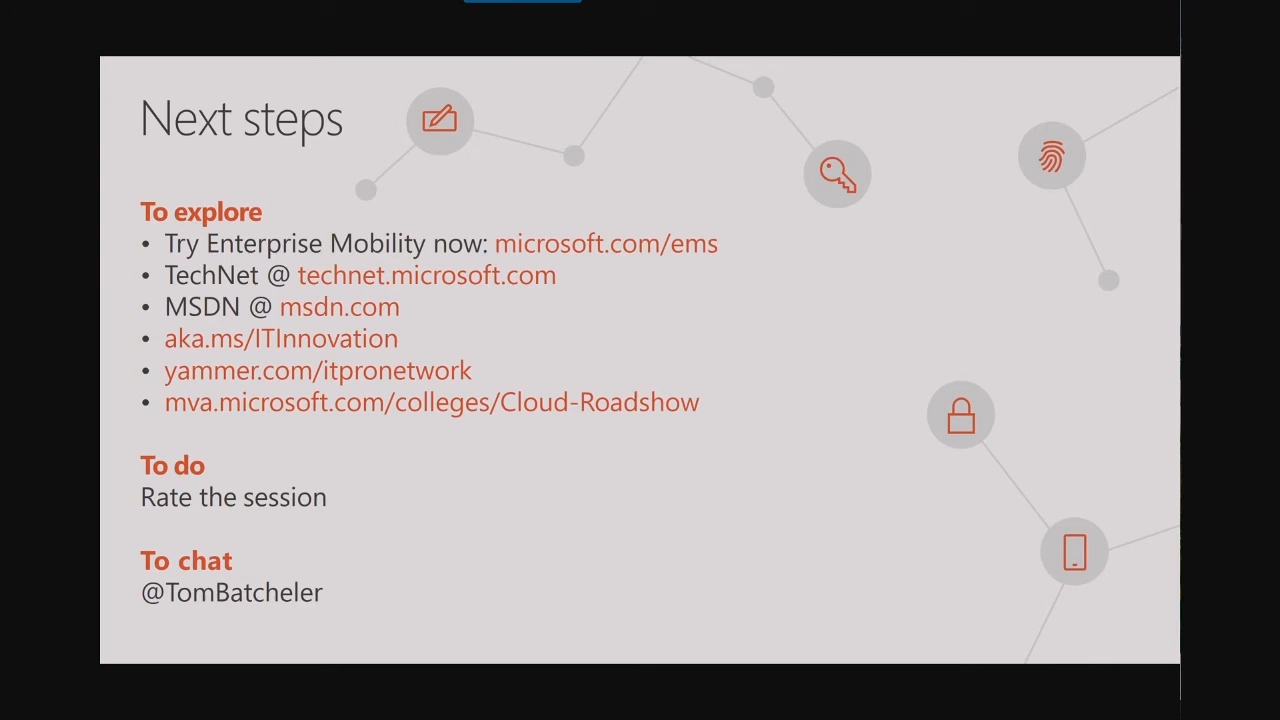 Next steps
To explore
• Try Enterprise Mobility now: microsoft.com/ems
• TechNet @ technet.microsoft.com
• MSDN @ msdn.com
• aka.ms/ITInnovation
• yammer.com/itpronetwork
• mva.microsoft.com/colleges/Cloud-Roadshow
To do
Rate the session
To chat
@TomBatcheler